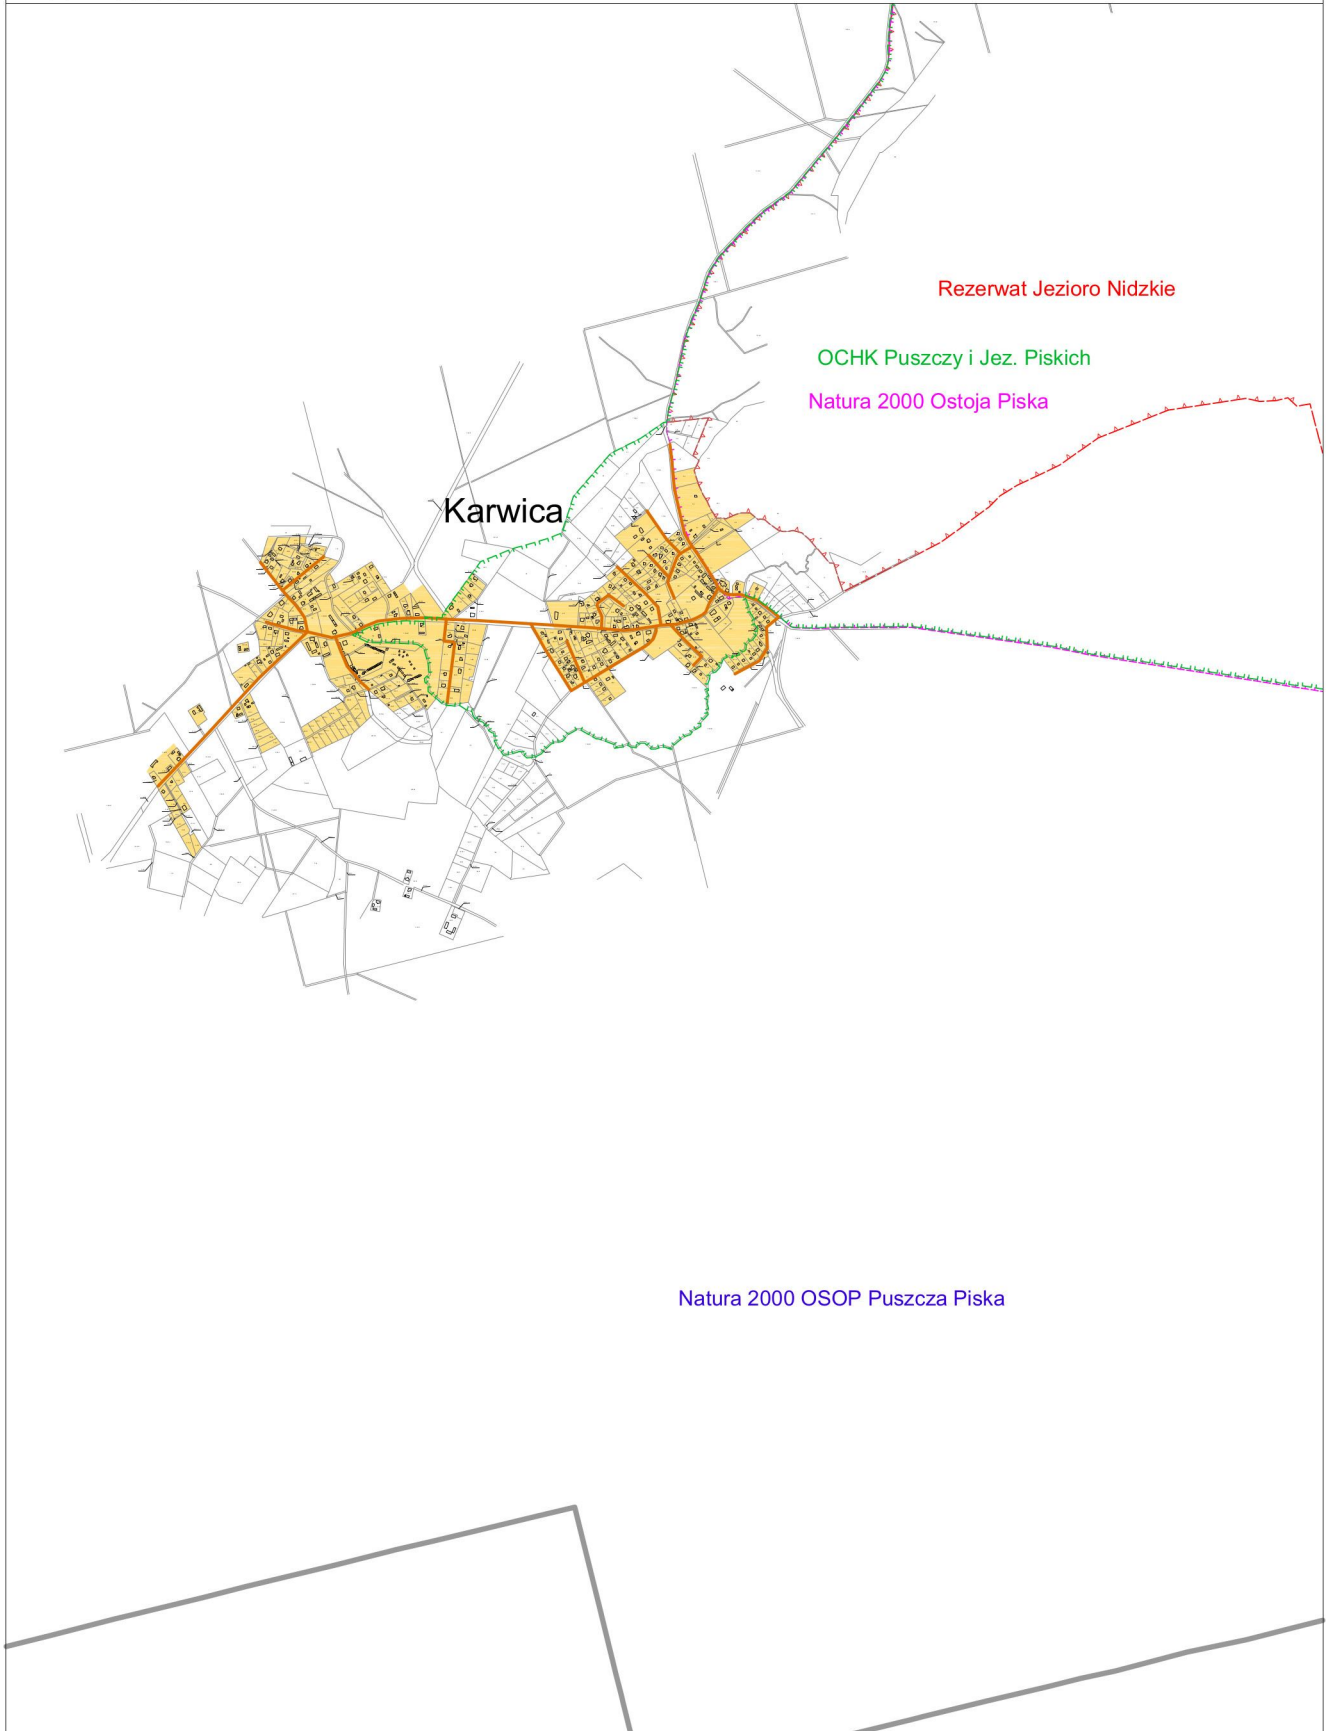 Rezerwat Jezioro Nidzkie
OCHK Puszczy i Jez. Piskich
Natura 2000 Ostoja Piska
Karwica
Natura 2000 OSOP Puszcza Piska